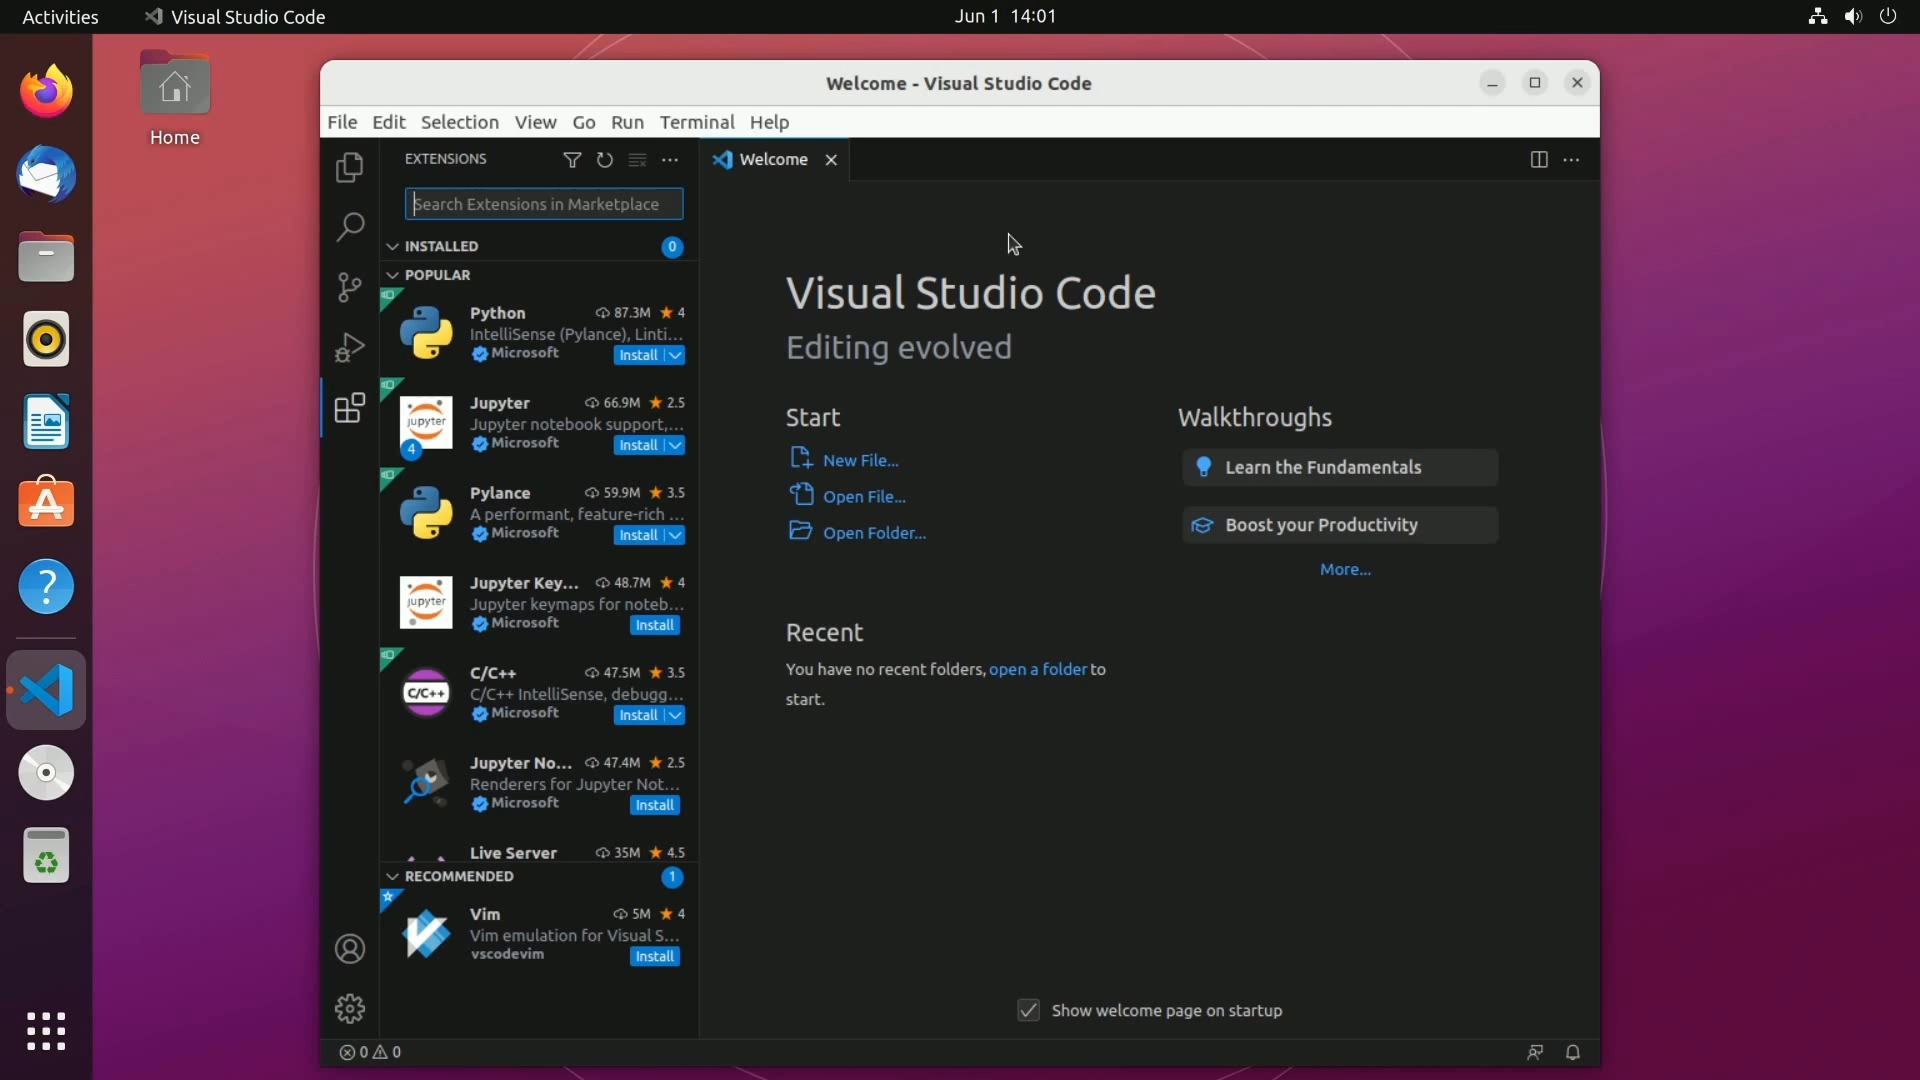 Activities
Visual Studio Code
Jun 1 14:01
Home
Welcome - Visual Studio Code
File Edit Selection View Go Run Terminal Help
EXTENSIONS
Welcome
Search Extensions in Marketplace
INSTALLED
0
POPULAR
Python 87.3M 4
IntelliSense (Pylance), Linti...
Microsoft
Install
Jupyter 66.9M 2.5
Jupyter notebook support,...
Microsoft
Install
jupyter
4
Pylance 59.9M 3.5
A performant, feature-rich ...
Microsoft
Install
Jupyter Key... 48.7M 4
Jupyter keymaps for noteb...
Microsoft
Install
jupyter
C/C++ 47.5M 3.5
C/C++ IntelliSense, debugg...
Microsoft
Install
C/C++
Jupyter No... 47.4M 2.5
Renderers for Jupyter Not...
Microsoft
Install
Live Server 35M 4.5
RECOMMENDED
1
Vim 5M 4
Vim emulation for Visual S...
vscodevim
Install
Visual Studio Code
Editing evolved
Start
New File...
Open File...
Open Folder...
Recent
You have no recent folders, open a folder to
start.
Walkthroughs
Learn the Fundamentals
Boost your Productivity
More...
Show welcome page on startup
0 0